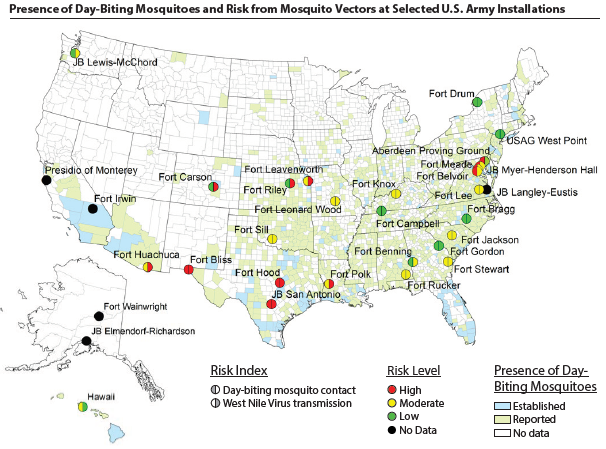 Presence of Day-Biting Mosquitoes and Risk from Mosquito Vectors at Selected U.S. Army Installations
JB Lewis-McChord
Fort Drum
USAG West Point
Aberdeen Proving Ground
Fort Meade
JB Myer-Henderson Hall
Fort Belvoir
Presidio of Monterey
Fort Carson
Fort Leavenworth
Fort Riley
Fort Knox
JB Langley-Eustis
Fort Lee
Fort Irwin
Fort Leonard Wood
Fort Bragg
Fort Campbell
Fort Sill
Fort Jackson
Fort Huachuca
Fort Benning
Fort Gordon
Fort Bliss
Fort Hood
Fort Polk
Fort Stewart
JB San Antonio
Fort Rucker
Fort Wainwright
JB Elmendorf-Richardson
Hawaii
Risk Index
Day-biting mosquito contact
West Nile Virus transmission
Risk Level
High
Moderate
Low
No Data
Presence of Day-
Biting Mosquitoes
Established
Reported
No data